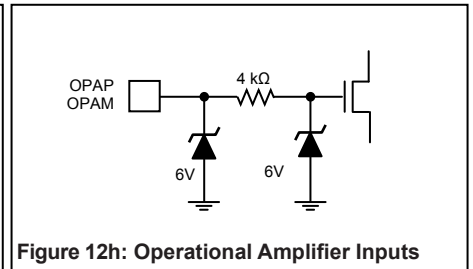 OPAP
OPAM
4 kΩ
6V
6V
Figure 12h: Operational Amplifier Inputs